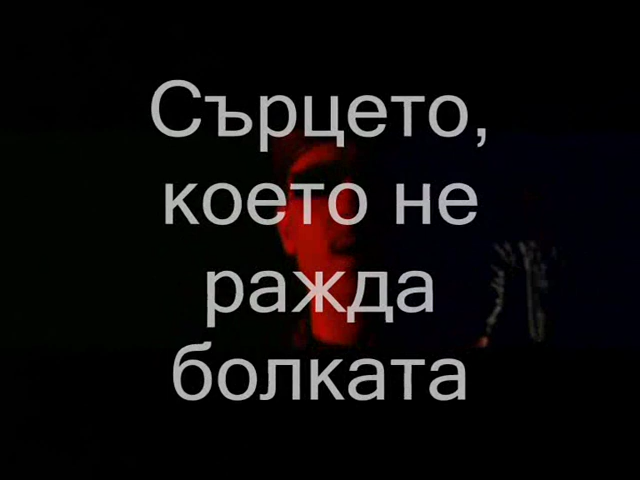 Сърцето,
което не
ражда
болката